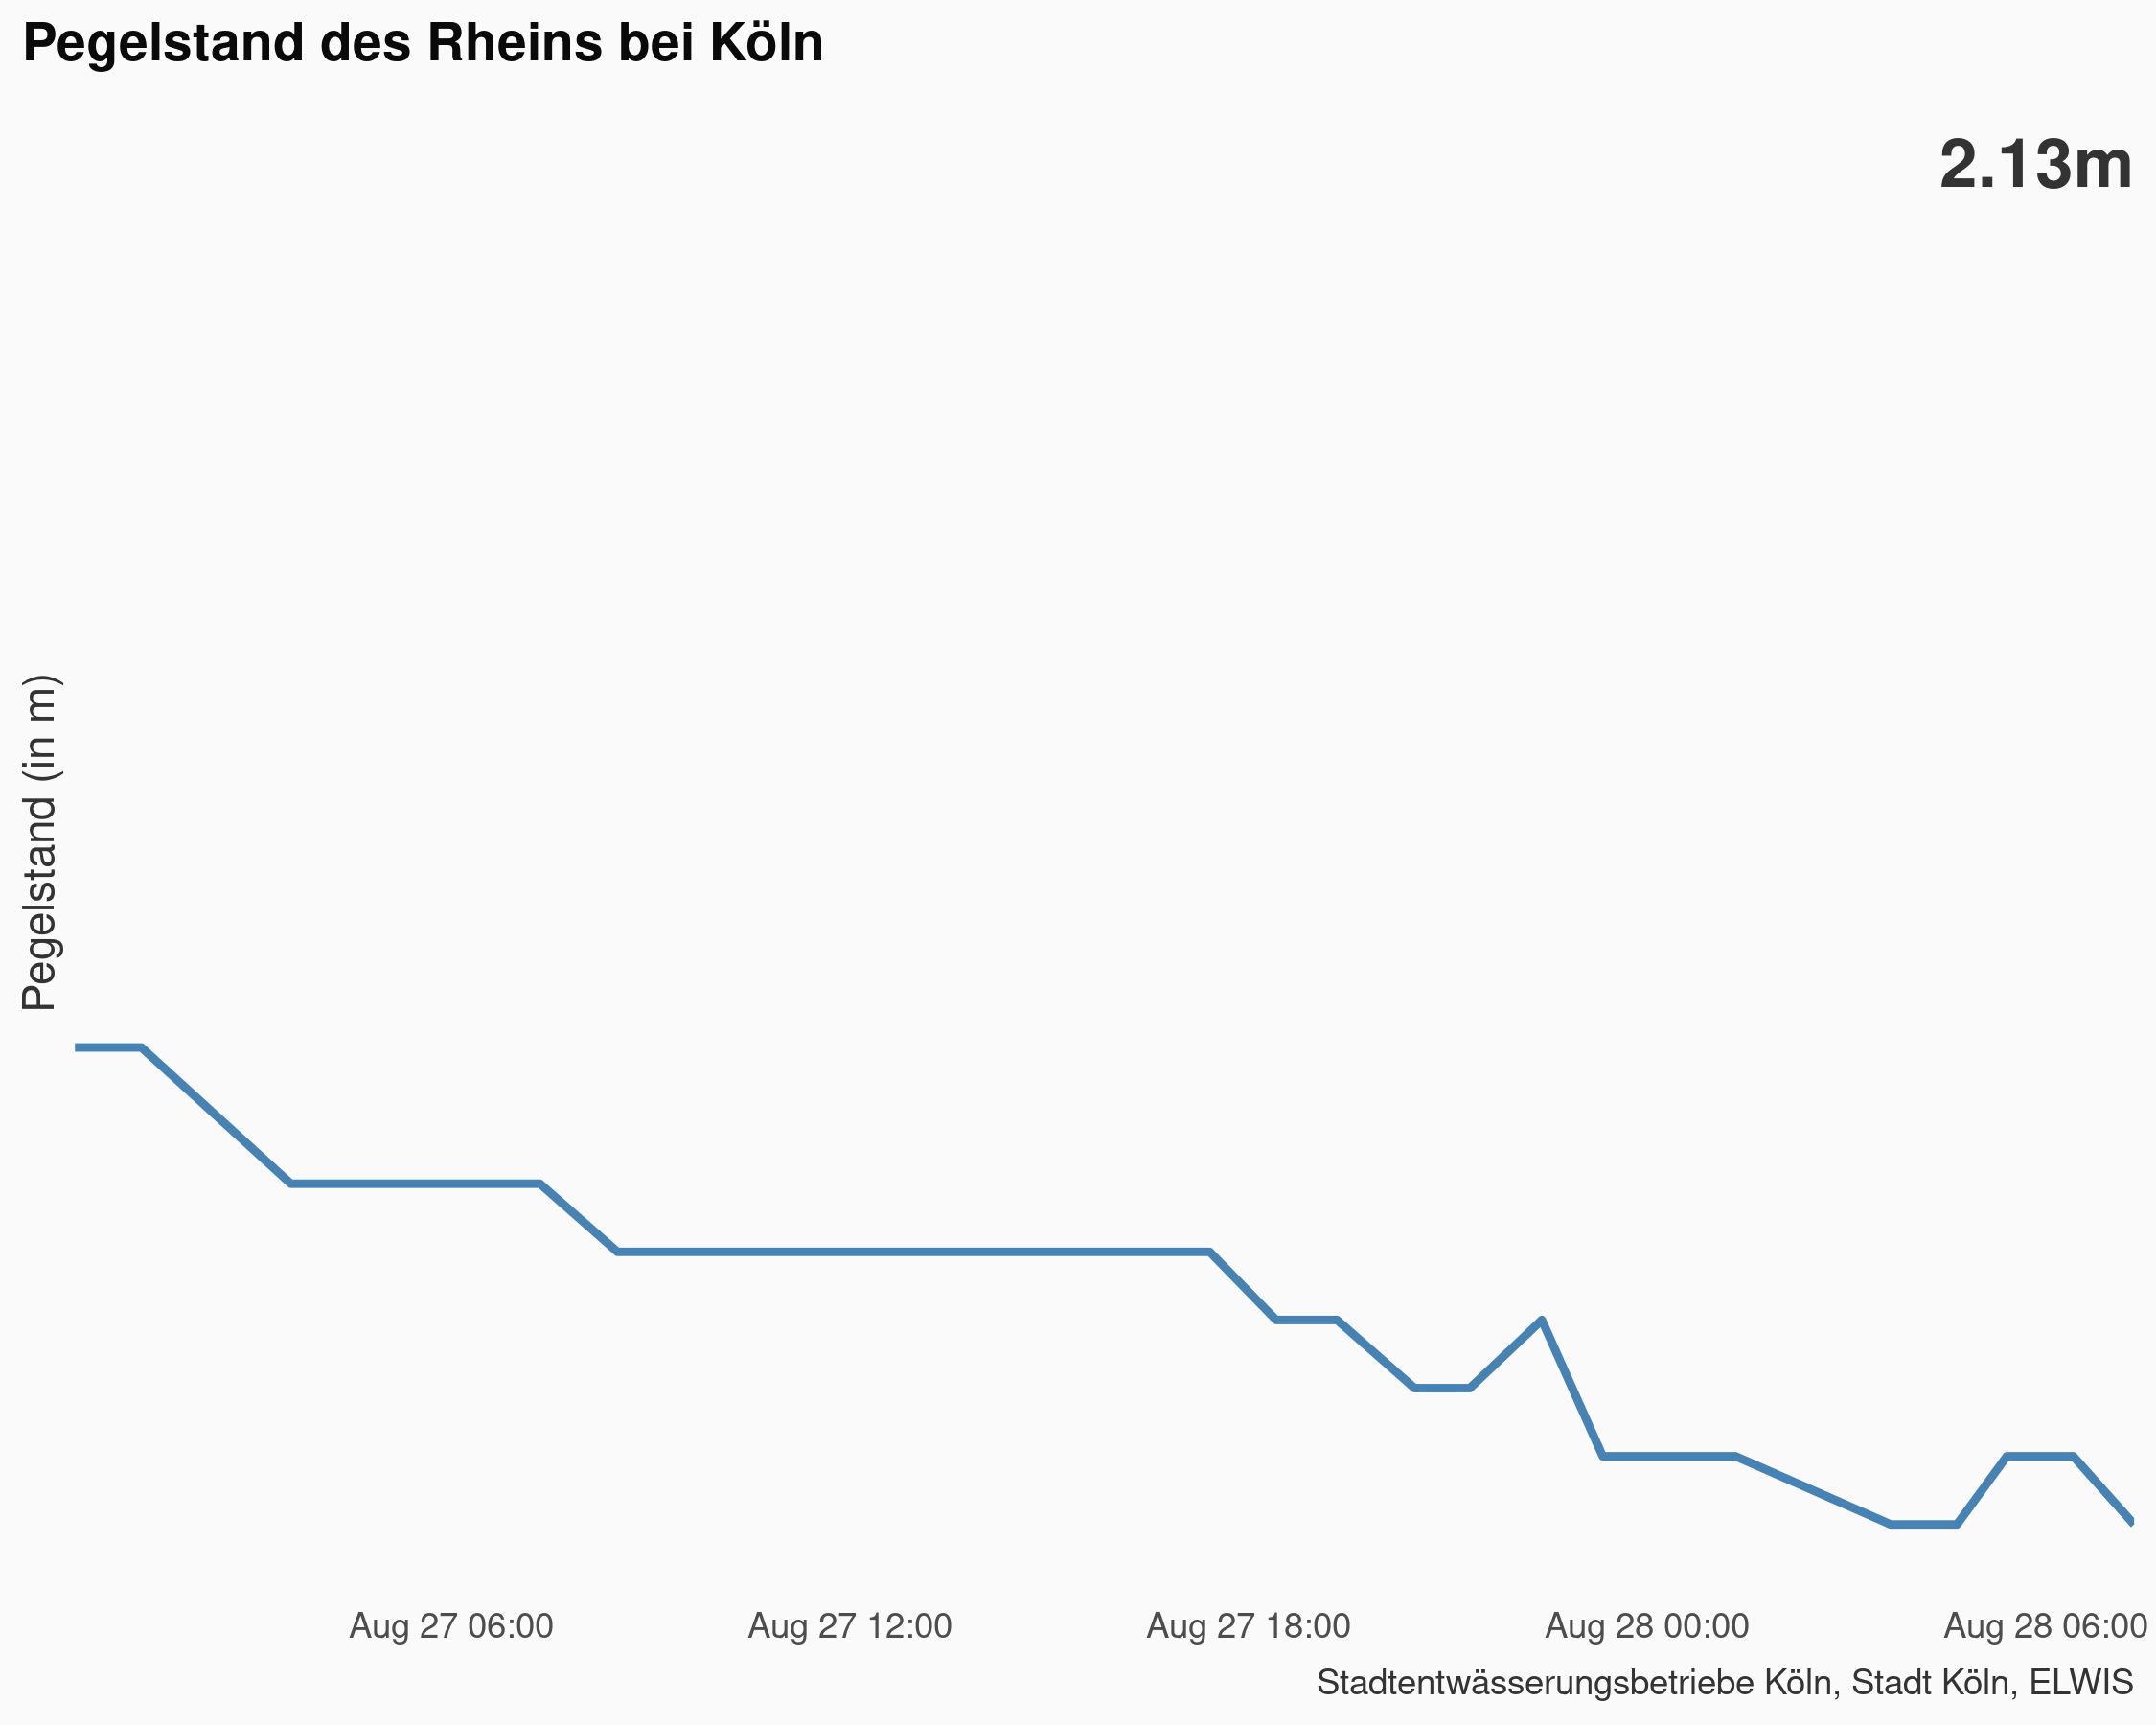 Pegelstand des Rheins bei Köln
2.13m
Pegelstand (in m)
Aug 27 06:00 Aug 27 12:00 Aug 27 18:00 Aug 28 00:00 Aug 28 06:00
Stadtentwässerungsbetriebe Köln, Stadt Köln, ELWIS